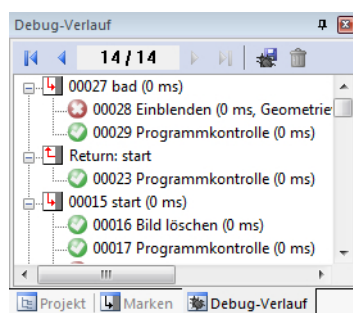 Debug-Verlauf
14/14
00027 bad (0 ms)
00028 Einblenden (0 ms, Geometrie
00029 Programmkontrolle (0 ms)
Return: start
00023 Programmkontrolle (0 ms)
00015 start (0 ms)
00016 Bild löschen (0 ms)
00017 Programmkontrolle (0 ms)
Projekt Marken Debug-Verlauf